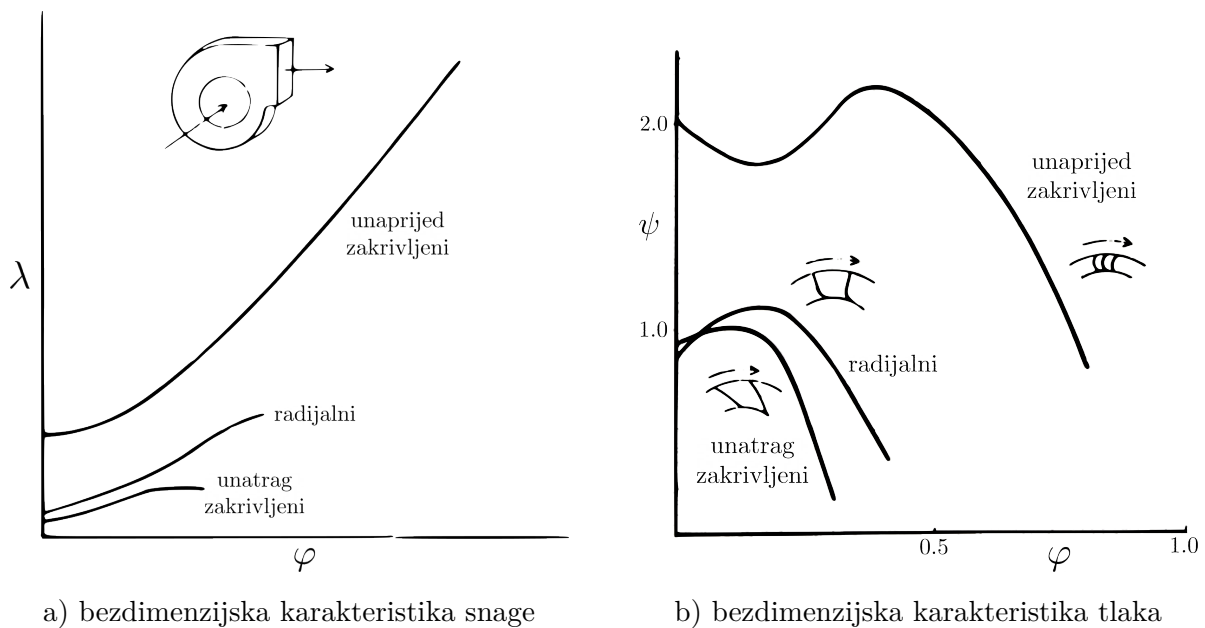 λ
unaprijed
zakrivljeni
radijalni
unatrag
zakrivljeni
φ
a) bezdimenzijska karakteristika snage
2.0
ψ
1.0
unaprijed
zakrivljeni
radijalni
unatrag
zakrivljeni
0.5
φ
1.0
b) bezdimenzijska karakteristika tlaka